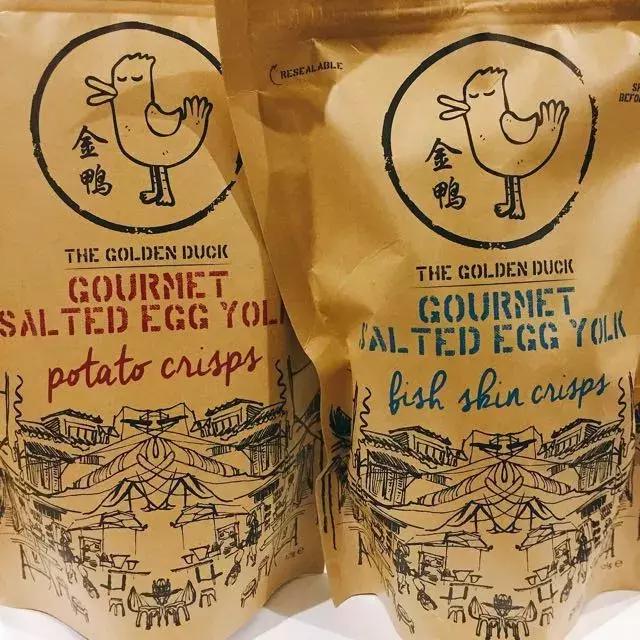 金
鴨
THE GOLDEN DUCK
GOURMET
SALTED EGG YOLK
potato crisps
RESEALABLE
金
鴨
THE GOLDEN DUCK
GOURMET
SALTED EGG YOLK
fish skin crisps